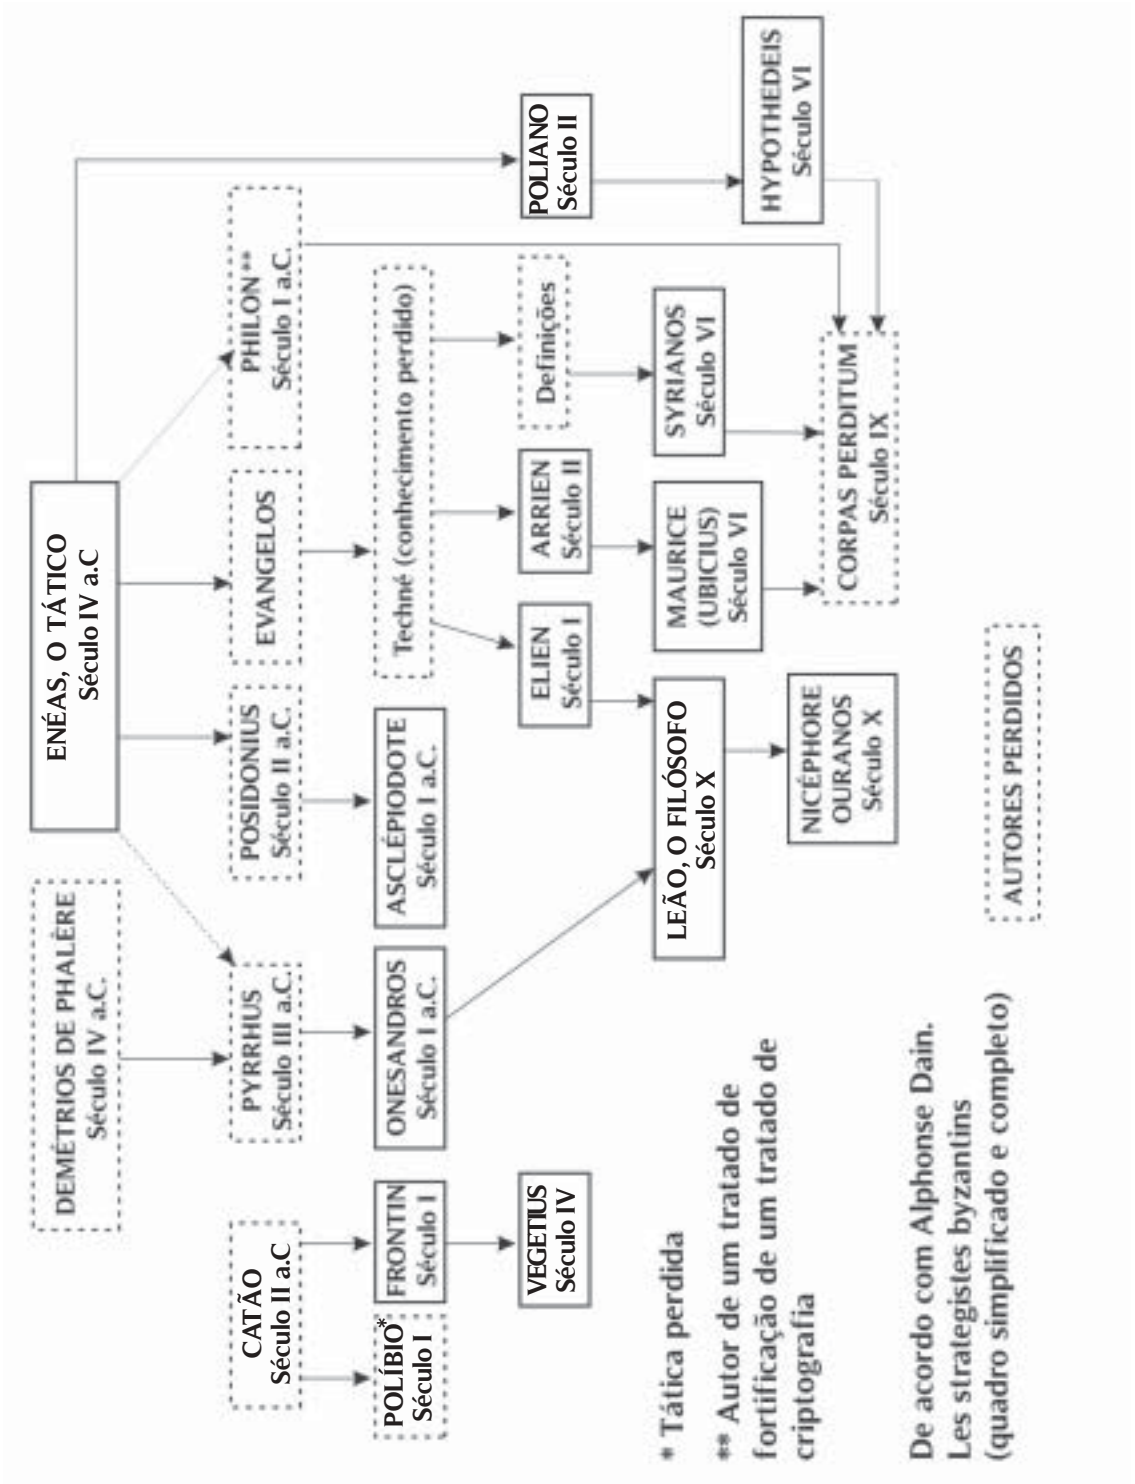 DEMÉTRIOS DE PHALÈRE
Século IV a.C.
ENÉAS, O TÁTICO
Século IV a.C
CATÃO
Século II a.C
PYRRHUS
Século III a.C.
POSIDONIUS
Século II a.C.
EVANGELOS
PHILON**
Século I a.C.
POLÍBIO*
Século I
FRONTIN
Século I
ONESANDROS
Século I a.C.
ASCLÉPIODOTE
Século I a.C.
Techné (conhecimento perdido)
VEGETIUS
Século IV
ELIEN
Século I
ARRIEN
Século II
Definições
POLIANO
Século II
LEÃO, O FILÓSOFO
Século X
MAURICE
(UBICIUS)
Século VI
SYRIANOS
Século VI
HYPOTHEDEIS
Século VI
NICÉPHORE
OURANOS
Século X
CORPAS PERDITUM
Século IX
* Tática perdida
** Autor de um tratado de
fortificação de um tratado de
criptografia
De acordo com Alphonse Dain.
Les strategistes byzantins
(quadro simplificado e completo)
AUTORES PERDIDOS